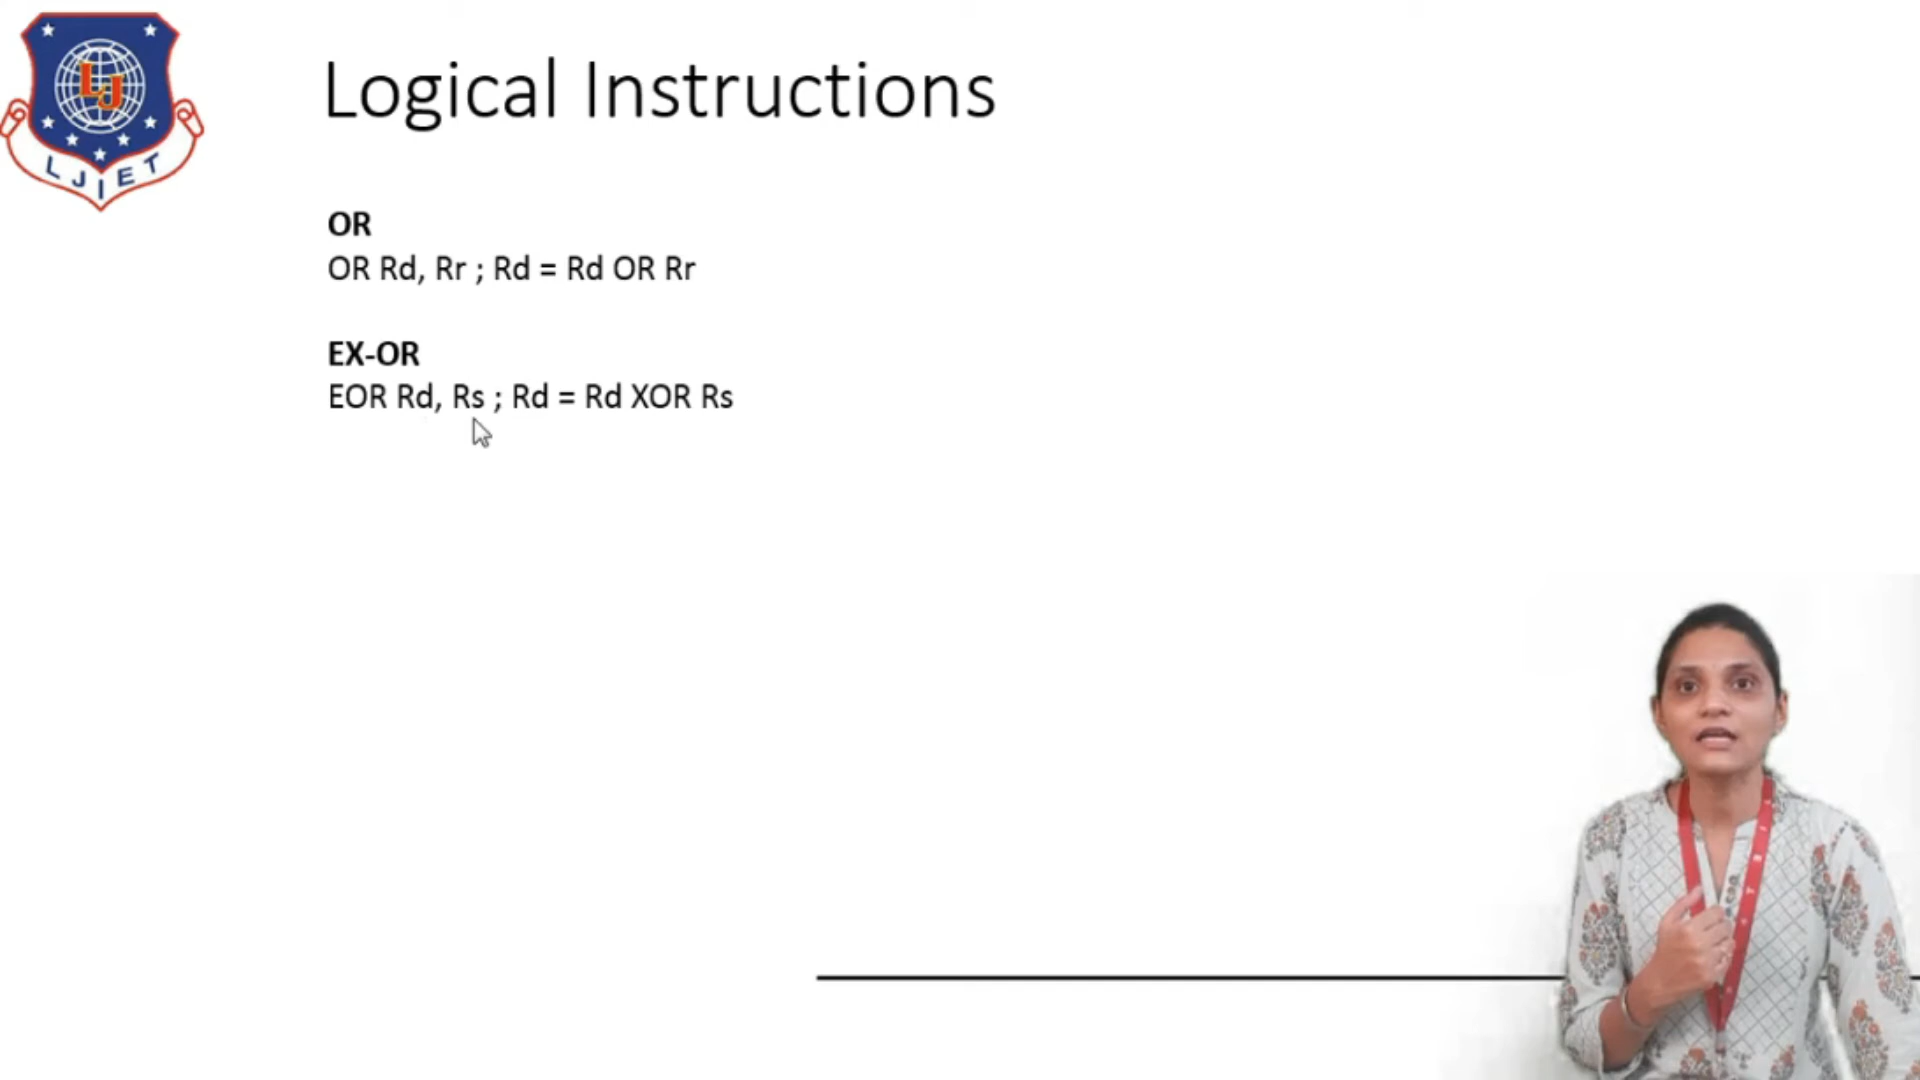 LJ
LJIET
Logical Instructions
OR
OR Rd, Rr ; Rd = Rd OR Rr
EX-OR
EOR Rd, Rs ; Rd = Rd XOR Rs